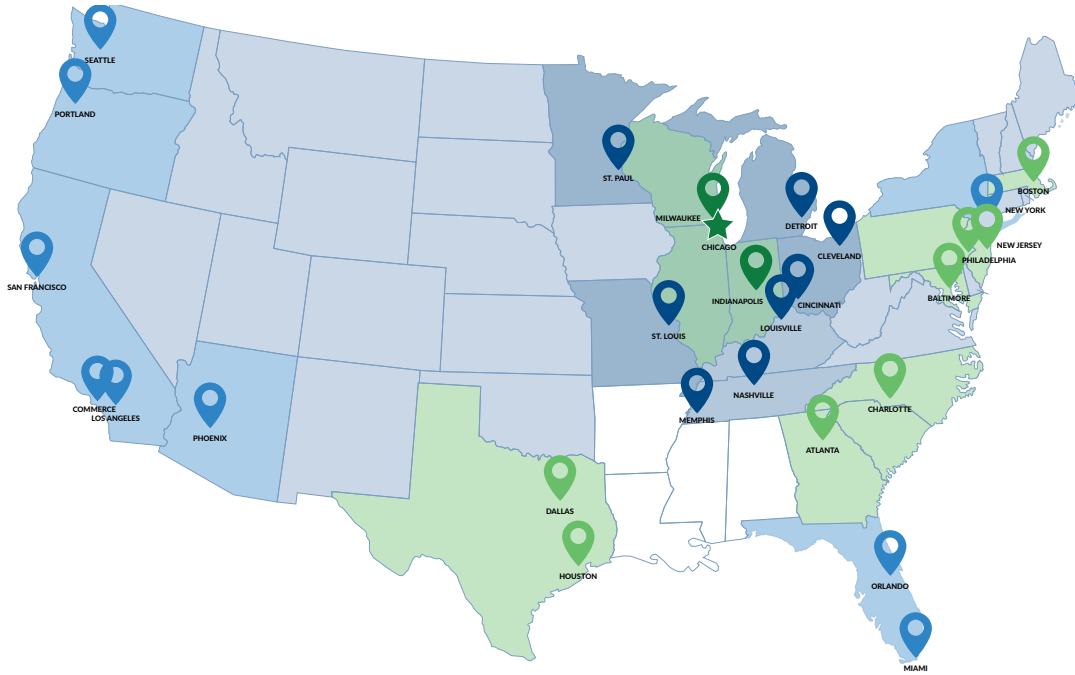 SEATTLE
PORTLAND
ST. PAUL
BOSTON
NEW YORK
MILWAUKEE
DETROIT
CHICAGO
NEW JERSEY
CLEVELAND
PHILADELPHIA
SAN FRANCISCO
BALTIMORE
INDIANAPOLIS
CINCINNATI
LOUISVILLE
ST. LOUIS
NASHVILLE
COMMERCE
CHARLOTTE
LOS ANGELES
MEMPHIS
PHOENIX
ATLANTA
DALLAS
HOUSTON
ORLANDO
MIAMI